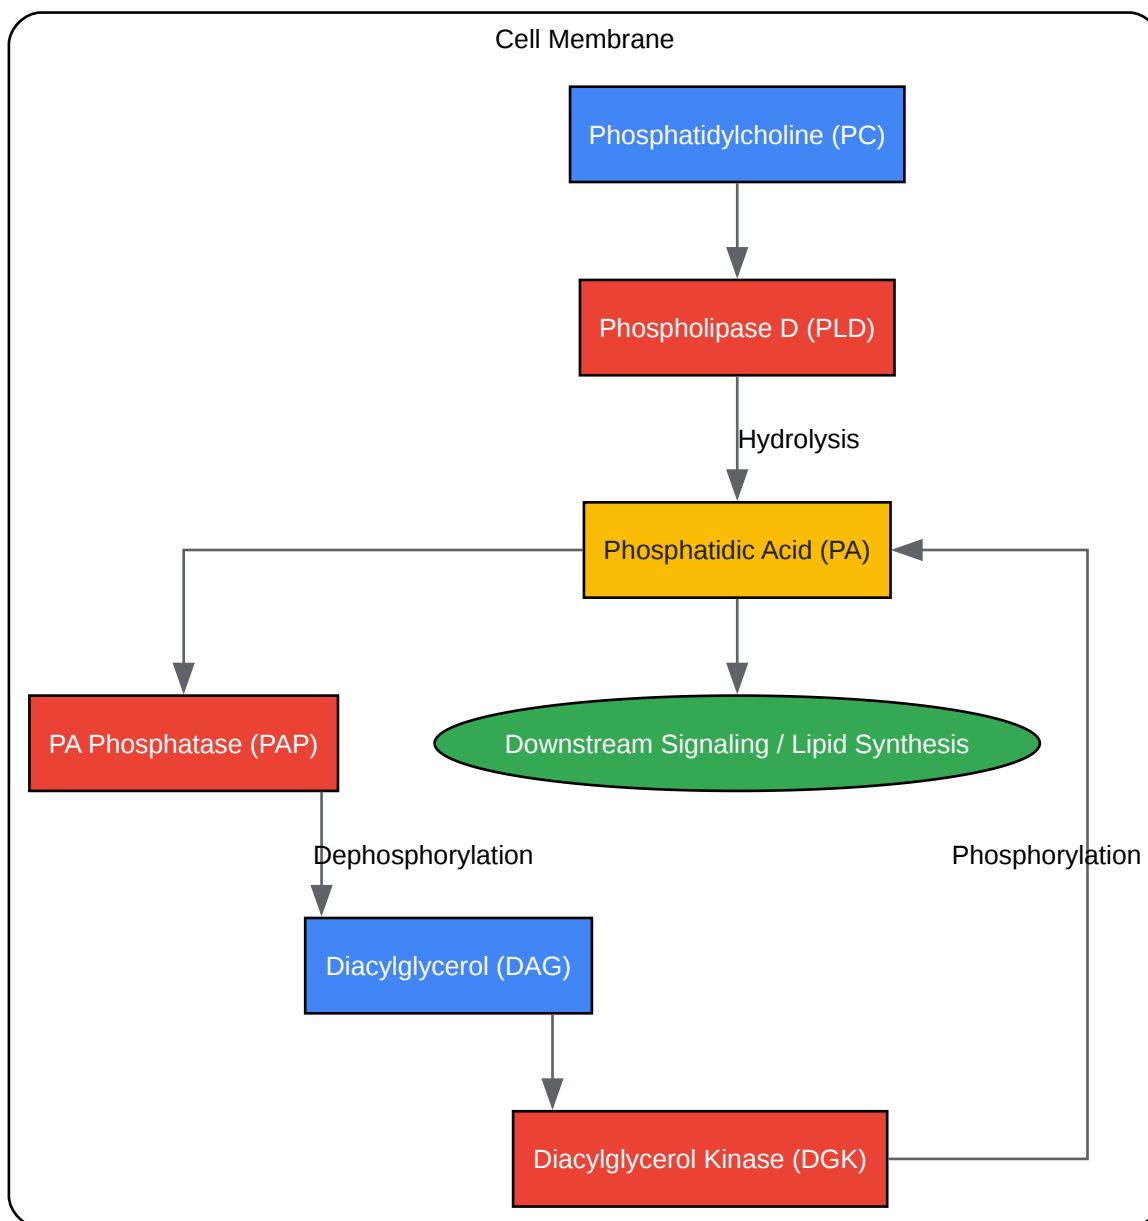 Cell Membrane
Phosphatidylcholine (PC)
Phospholipase D (PLD)
Hydrolysis
Phosphatidic Acid (PA)
PA Phosphatase (PAP)
Downstream Signaling / Lipid Synthesis
Dephosphorylation
Phosphorylation
Diacylglycerol (DAG)
Diacylglycerol Kinase (DGK)